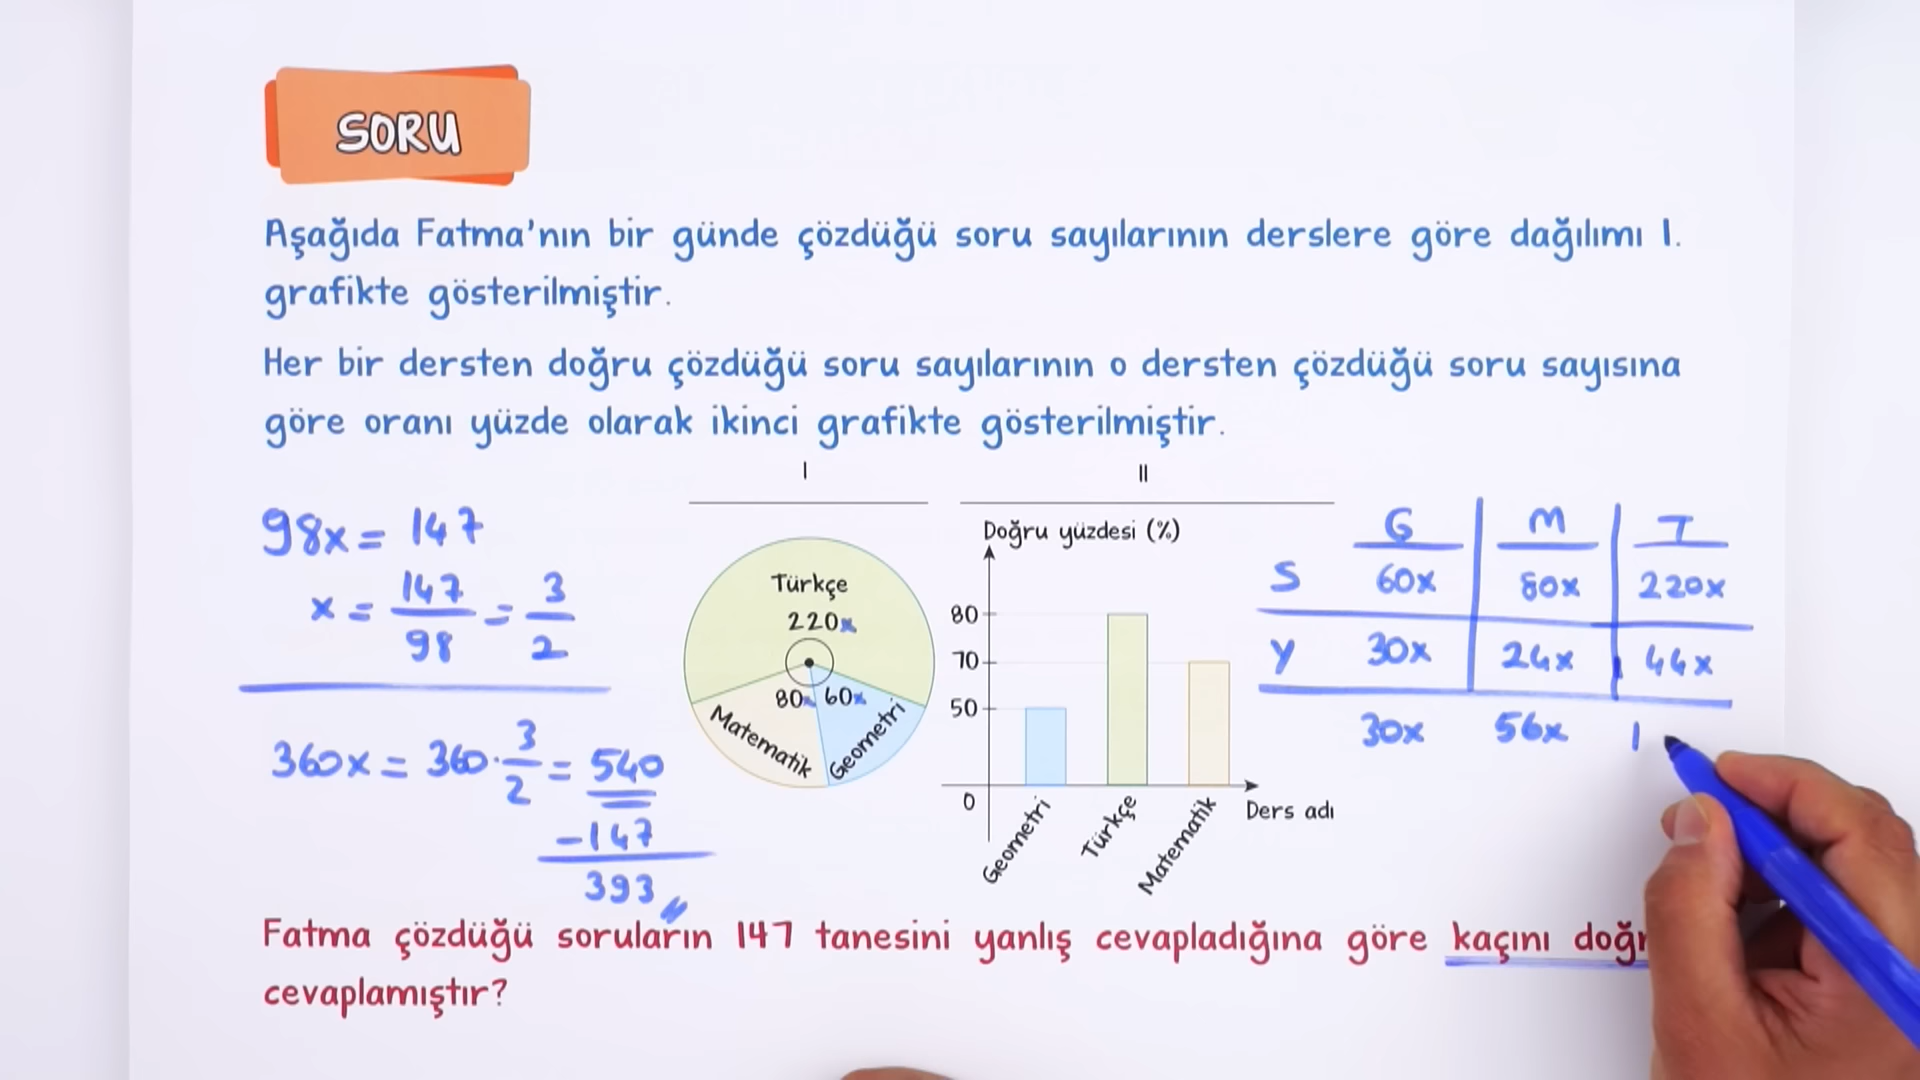 SORU
Aşağıda Fatma'nın bir günde çözdüğü soru sayılarının derslere göre dağılımı I.
grafikte gösterilmiştir.
Her bir dersten doğru çözdüğü soru sayılarının o dersten çözdüğü soru sayısına
göre oranı yüzde olarak ikinci grafikte gösterilmiştir.
98x = 147
x = 147/98 = 3/2
360x = 360·3/2 = 540
-147
393
I
Türkçe
220x
80x 60x
Matematik
Geometri
II
Doğru yüzdesi (%)
80
70
50
0
Geometri
Türkçe
Matematik
Ders adı
G M T
S 60x 80x 220x
Y 30x 24x 44x
30x 56x 1
Fatma çözdüğü soruların 147 tanesini yanlış cevapladığına göre kaçını
cevaplamıştır?